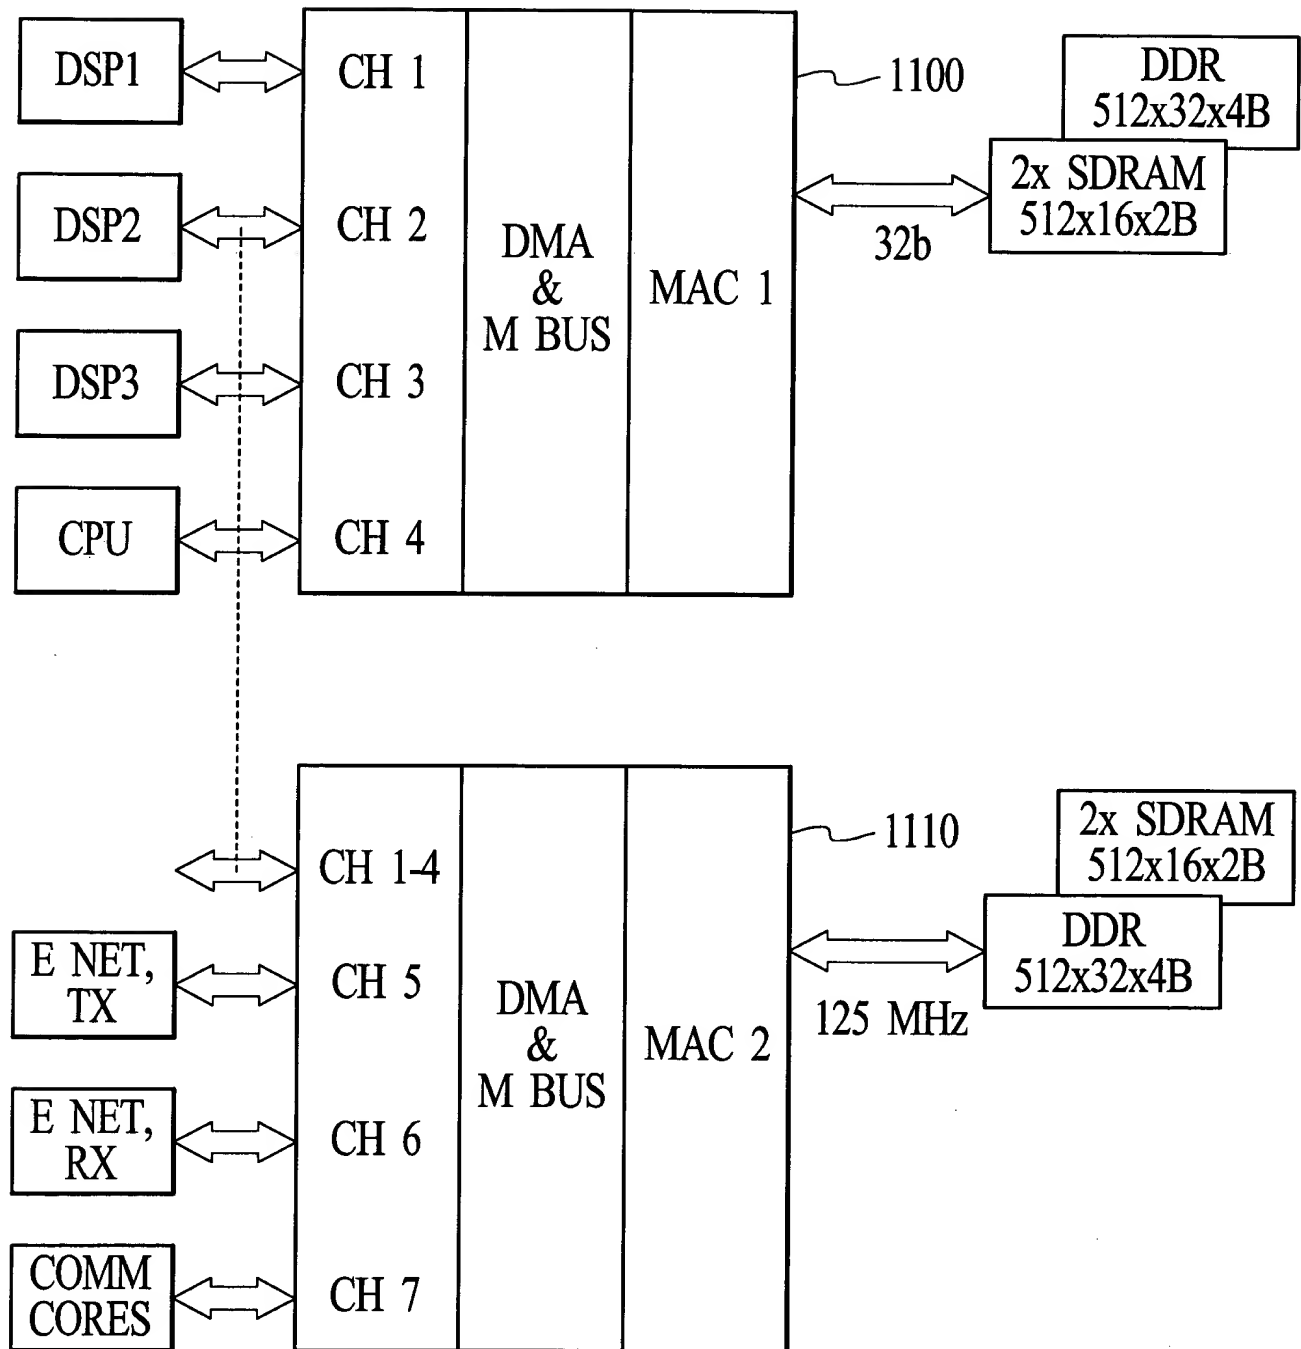 DSP1
CH 1
1100
DDR
512x32x4B
2x SDRAM
512x16x2B
DSP2
CH 2
DMA
&
M BUS
MAC 1
32b
DSP3
CH 3
CPU
CH 4
1110
2x SDRAM
512x16x2B
CH 1-4
DDR
512x32x4B
E NET,
TX
CH 5
DMA
&
M BUS
MAC 2
125 MHz
E NET,
RX
CH 6
COMM
CORES
CH 7